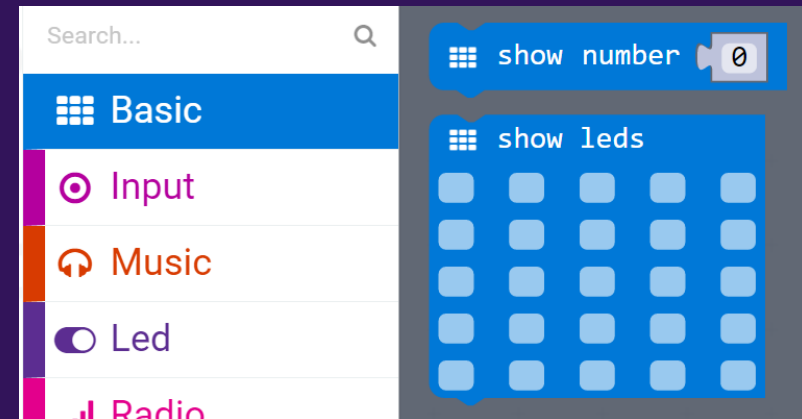 Search...
Basic
Input
Music
Led
Radio
show number 0
show leds